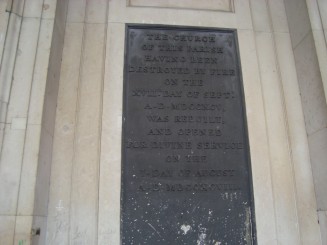 THE CHURCH
OF THIS PARISH
HAVING BEEN
DESTROYED BY FIRE
ON THE
DAY OF SEPT:
A·D·MDCCXCV,
WAS REBUILT,
AND OPENED
FOR DIVINE SERVICE
ON THE
DAY OF AUGUST
A·D·